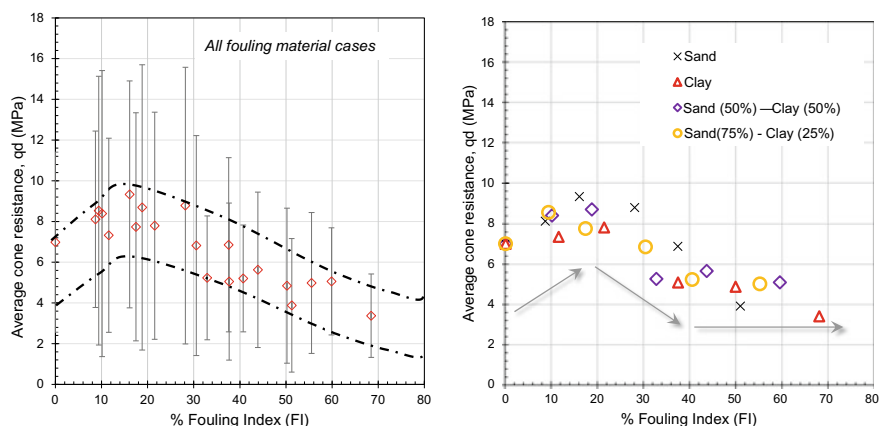 18
16
14
12
10
8
6
4
2
0
Average cone resistance, qd (MPa)
All fouling material cases
0 10 20 30 40 50 60 70 80
% Fouling Index (FI)
18
16
14
12
10
8
6
4
2
0
Average cone resistance, qd (MPa)
Sand
Clay
Sand (50%) —Clay (50%)
Sand(75%) - Clay (25%)
0 10 20 30 40 50 60 70 80
% Fouling Index (FI)